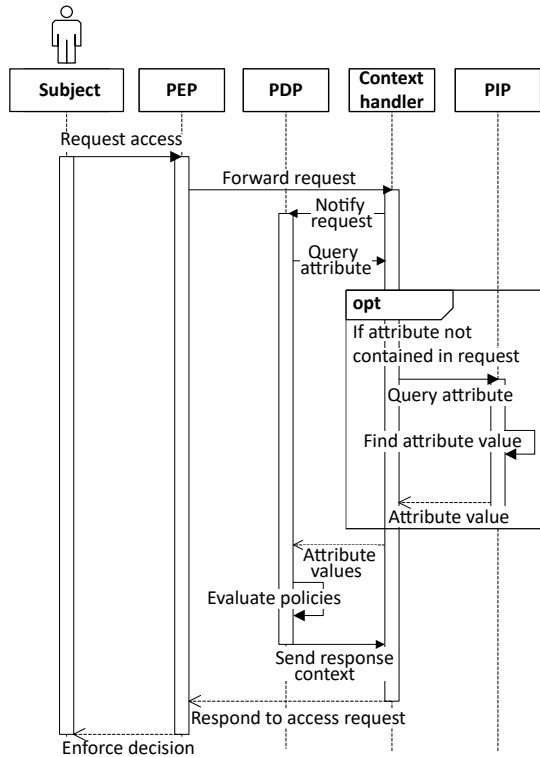 Subject
PEP
PDP
Context
handler
PIP
Request access
Forward request
Notify
request
Query
attribute
opt
If attribute not
contained in request
Query attribute
Find attribute value
Attribute value
Attribute
values
Evaluate policies
Send response
context
Respond to access request
Enforce decision